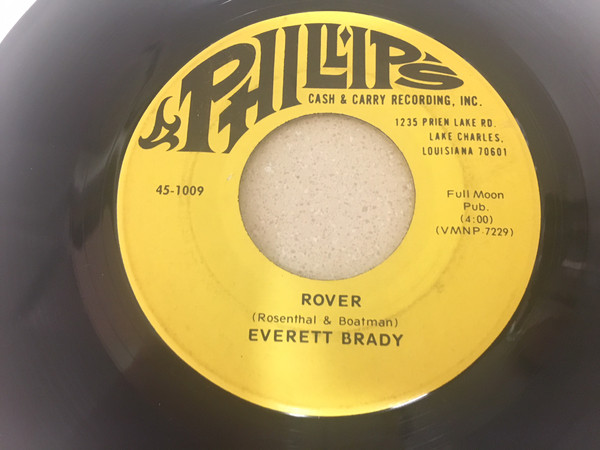 PHILLIP'S
CASH & CARRY RECORDING, INC.
1235 PRIEN LAKE RD.
LAKE CHARLES,
LOUISIANA 70601
45-1009
Full Moon
Pub.
(4:00)
(VMNP-7229)
ROVER
(Rosenthal & Boatman)
EVERETT BRADY